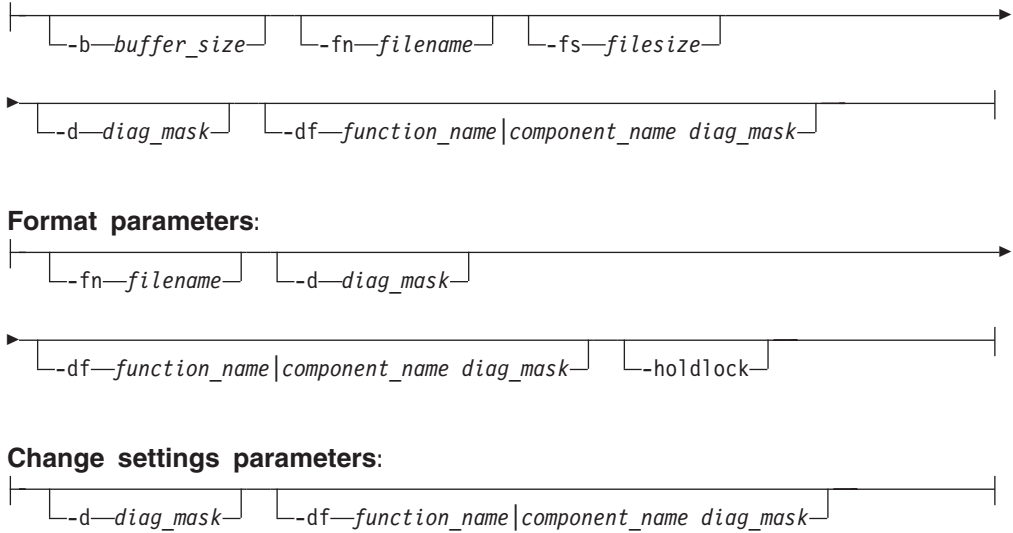 -b—buffer_size -fn—filename -fs—filesize
-d—diag_mask -df—function_name|component_name diag_mask
Format parameters:
-fn—filename -d—diag_mask
-df—function_name|component_name diag_mask -holdlock
Change settings parameters:
-d—diag_mask -df—function_name|component_name diag_mask